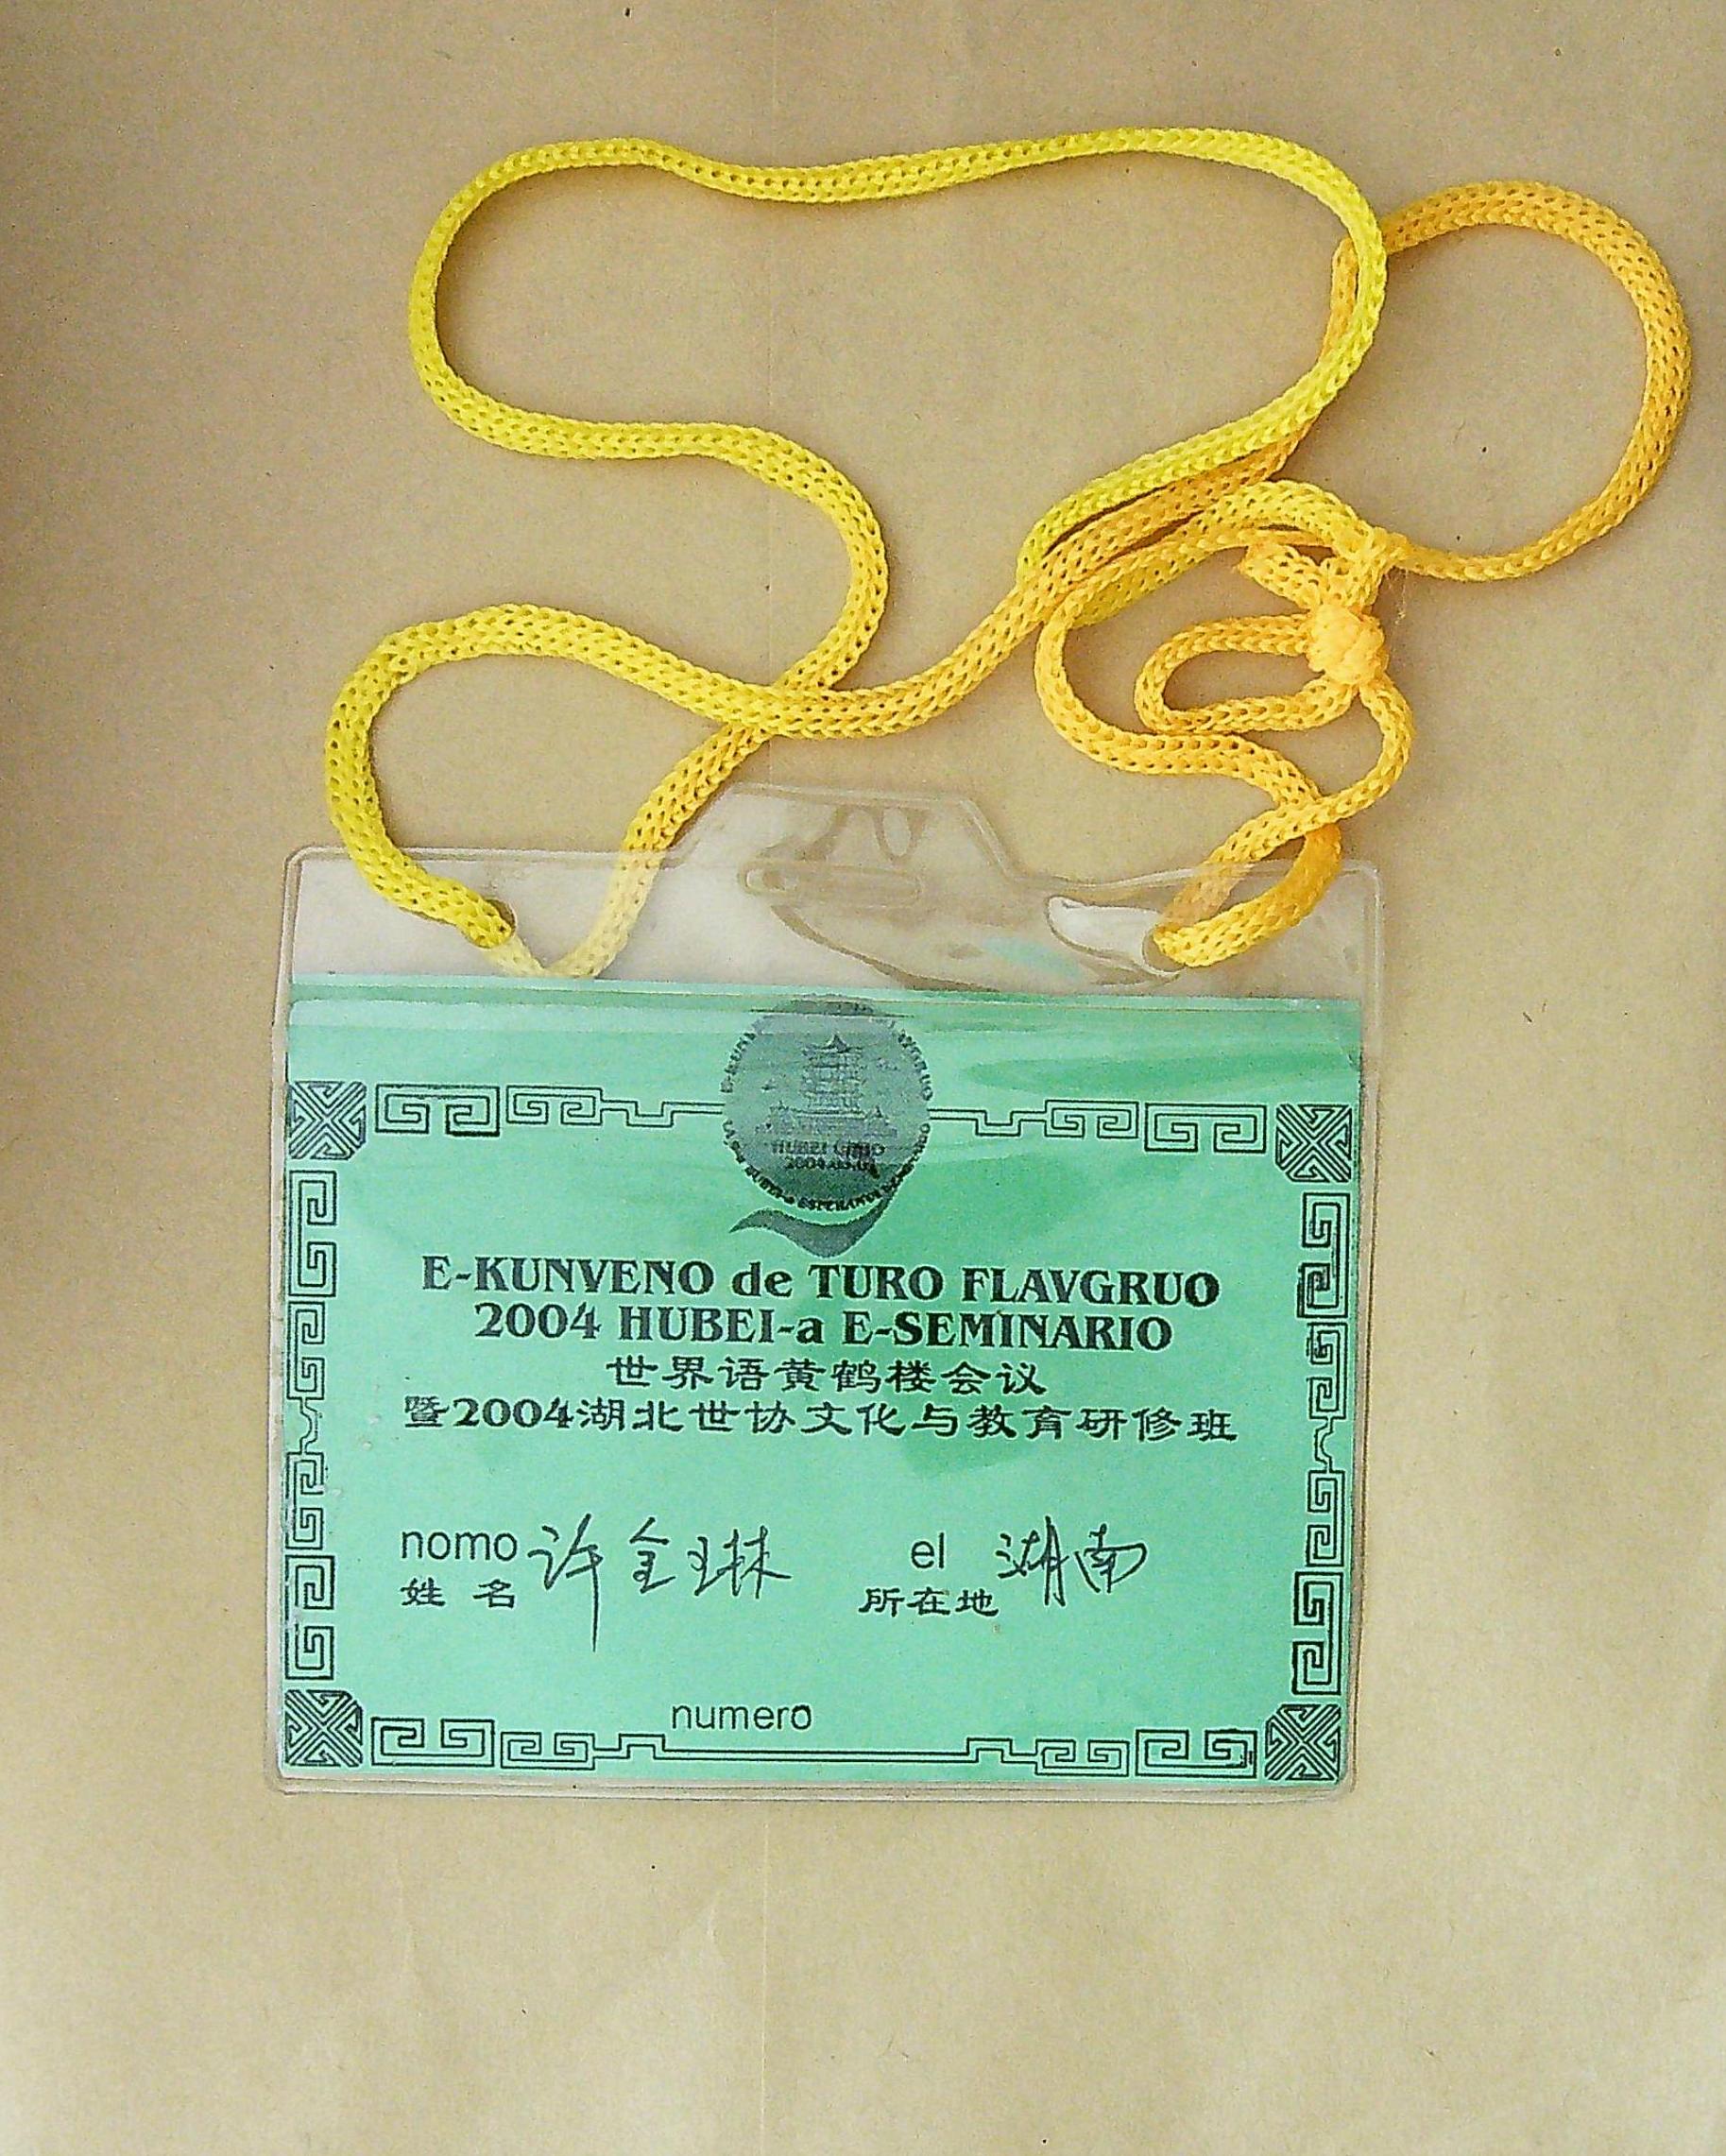 HUBEI ĈINIO
E-KUNVENO de TURO FLAVGRUO
2004 HUBEI-a E-SEMINARIO
世界语黄鹤楼会议
暨2004湖北世协文化与教育研修班
nomo 许金琳 el 湖南
姓 名 所在地
numero